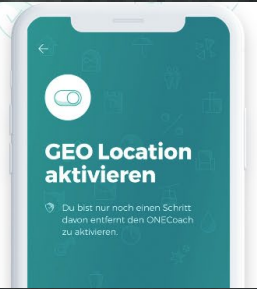 GEO Location
aktivieren
Du bist nur noch einen Schritt
davon entfernt den ONECoach
zu aktivieren.